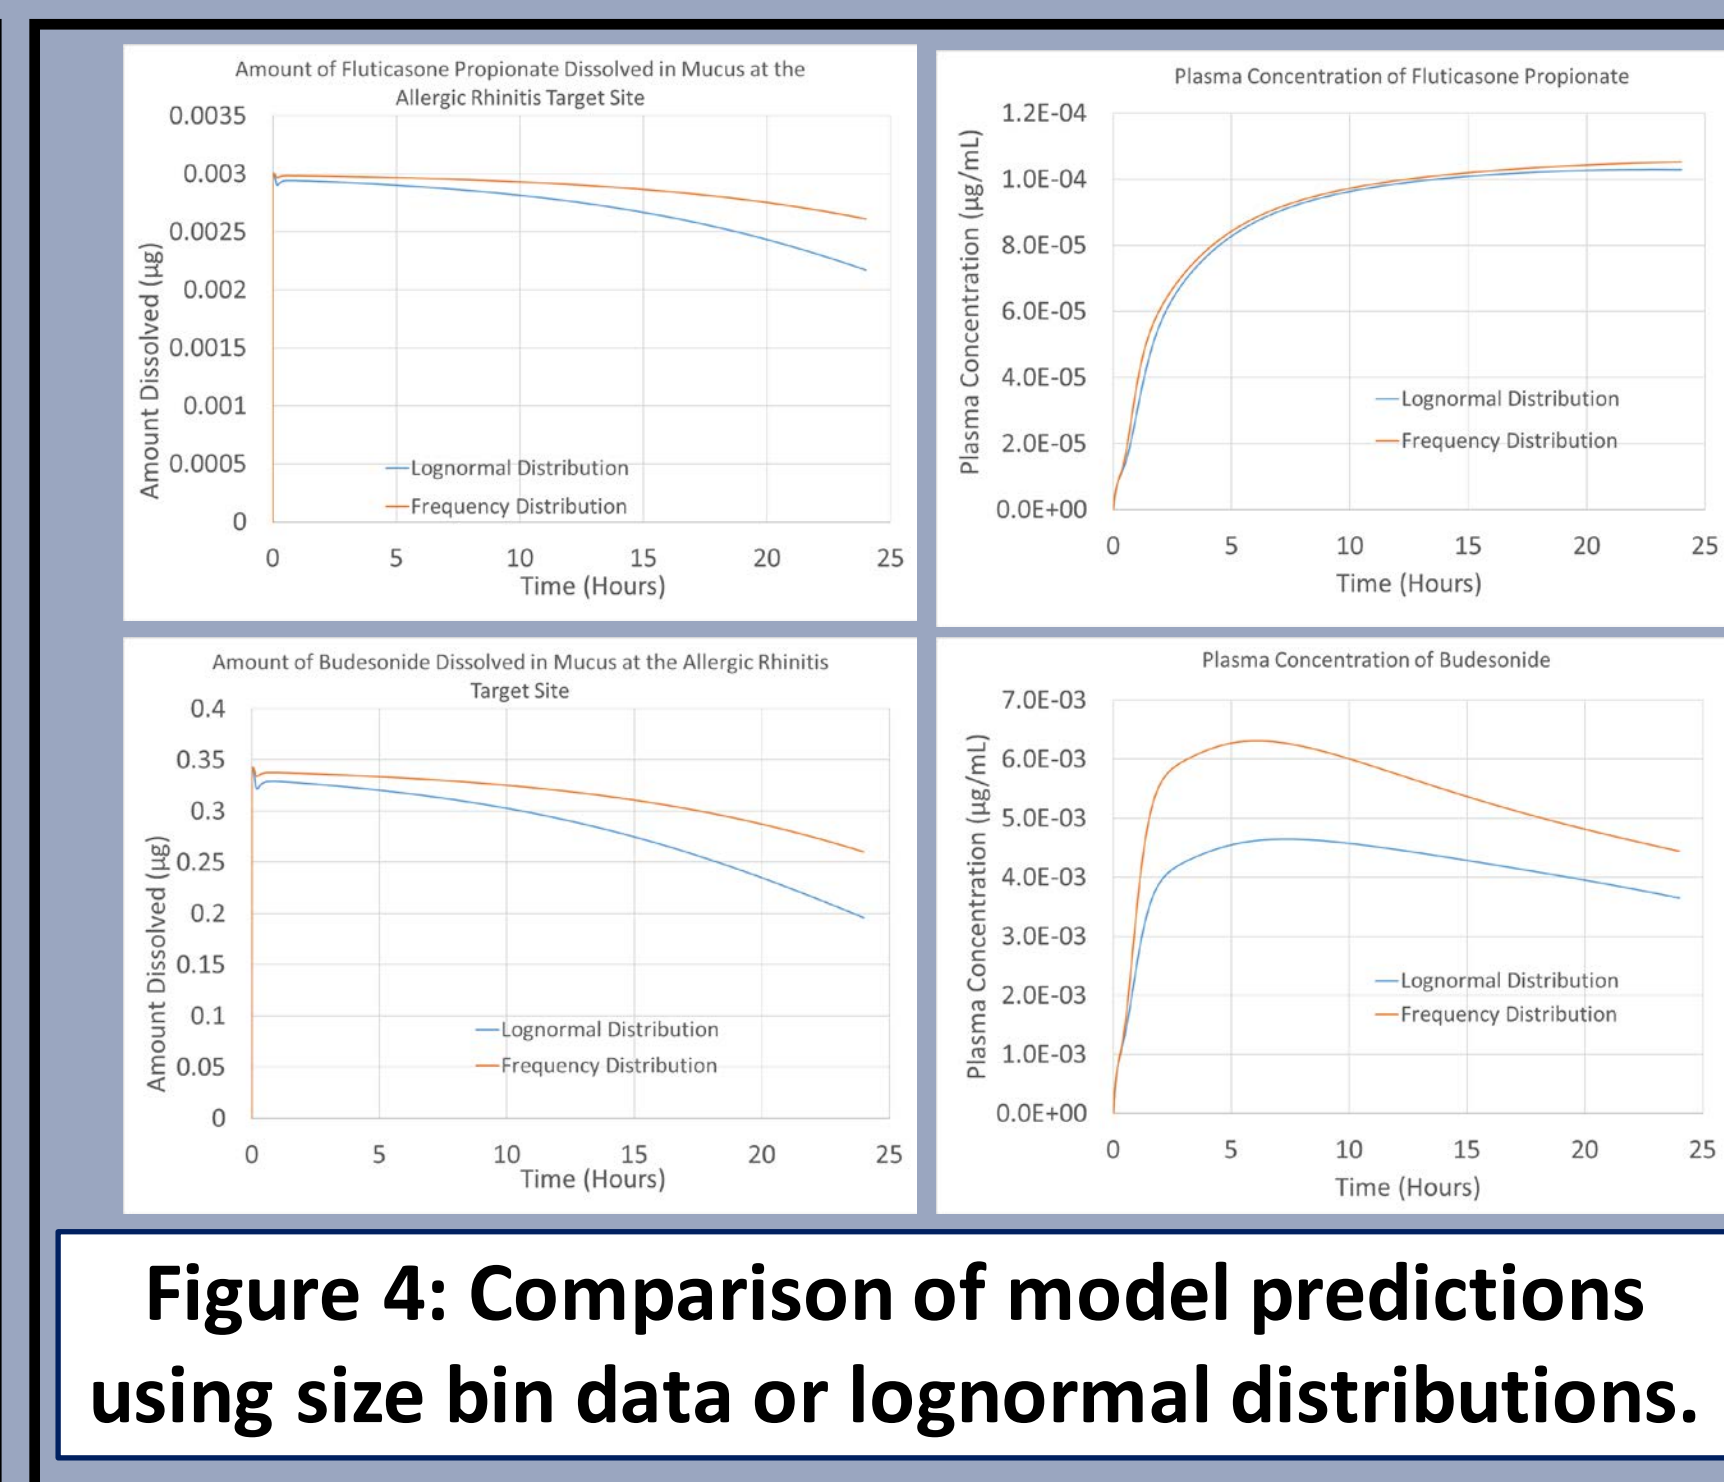 Amount of Fluticasone Propionate Dissolved in Mucus at the
Allergic Rhinitis Target Site
0.0035
0.003
0.0025
0.002
0.0015
0.001
0.0005
0
Amount Dissolved (µg)
Lognormal Distribution
Frequency Distribution
0 5 10 15 20 25
Time (Hours)
Plasma Concentration of Fluticasone Propionate
1.2E-04
1.0E-04
8.0E-05
6.0E-05
4.0E-05
2.0E-05
0.0E+00
Plasma Concentration (µg/mL)
Lognormal Distribution
Frequency Distribution
0 5 10 15 20 25
Time (Hours)
Amount of Budesonide Dissolved in Mucus at the Allergic Rhinitis
Target Site
0.4
0.35
0.3
0.25
0.2
0.15
0.1
0.05
0
Amount Dissolved (µg)
Lognormal Distribution
Frequency Distribution
0 5 10 15 20 25
Time (Hours)
Plasma Concentration of Budesonide
7.0E-03
6.0E-03
5.0E-03
4.0E-03
3.0E-03
2.0E-03
1.0E-03
0.0E+00
Plasma Concentration (µg/mL)
Lognormal Distribution
Frequency Distribution
0 5 10 15 20 25
Time (Hours)
Figure 4: Comparison of model predictions
using size bin data or lognormal distributions.